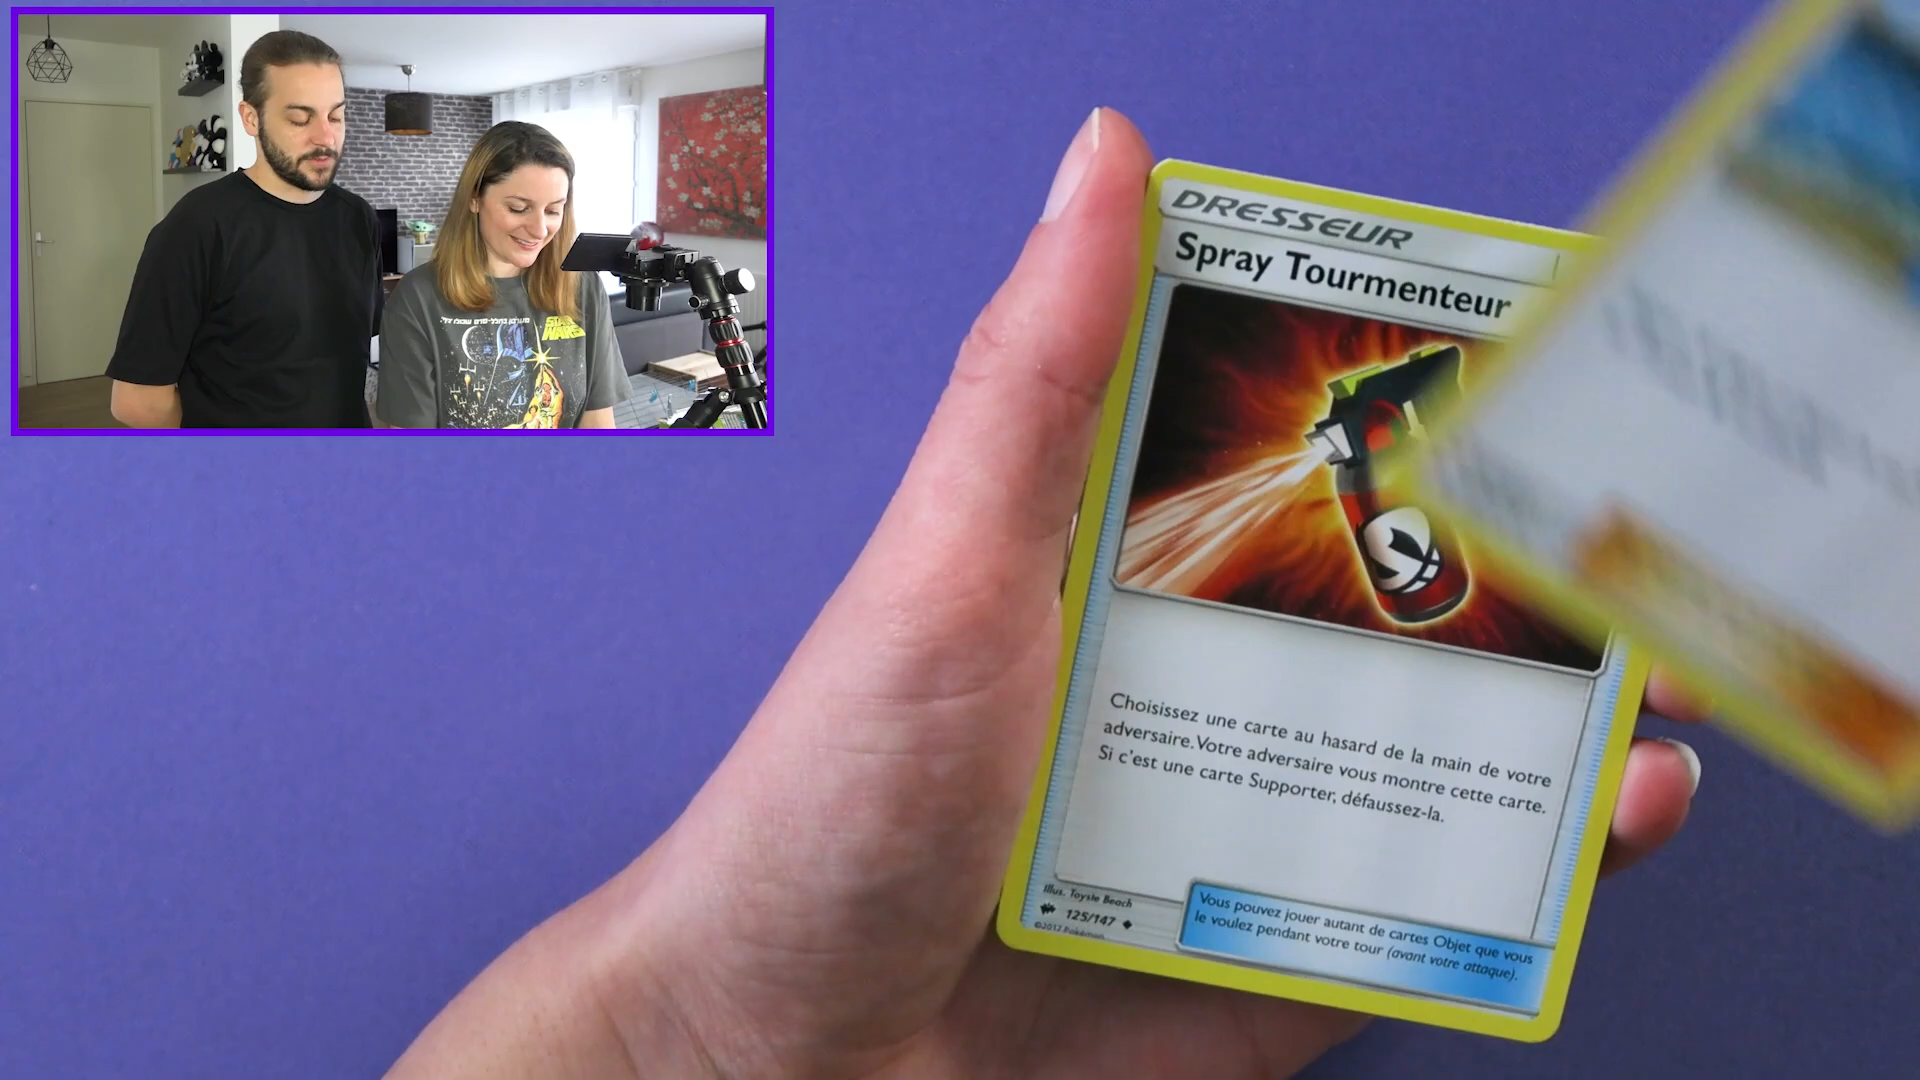 STAR
WARS
DRESSEUR
Spray Tourmenteur
Choisissez une carte au hasard de la main de votre
adversaire. Votre adversaire vous montre cette carte.
Si c'est une carte Supporter, défaussez-la.
Illus. Toyste Beach
125/147
©2017 Pokémon
Vous pouvez jouer autant de cartes Objet que vous
le voulez pendant votre tour (avant votre attaque).